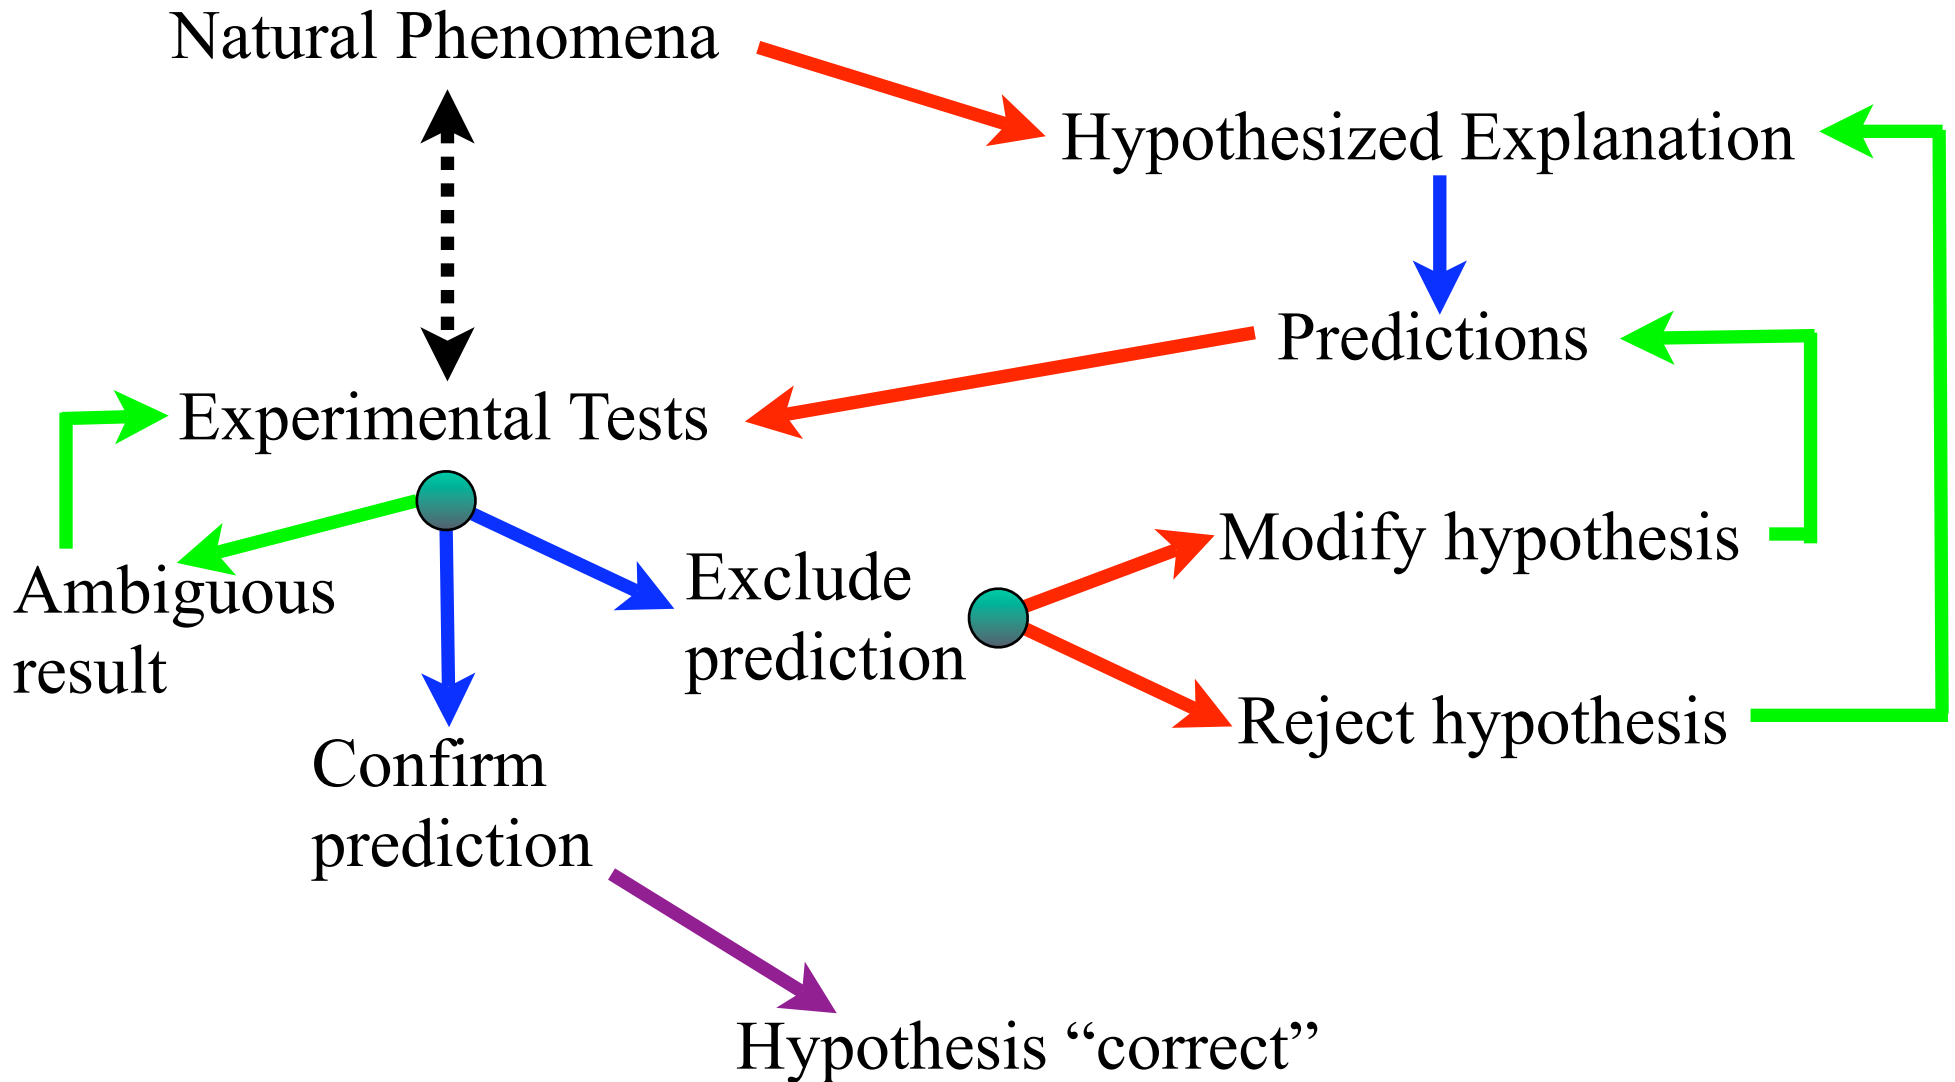 Natural Phenomena
Hypothesized Explanation
Predictions
Experimental Tests
Modify hypothesis
Exclude
prediction
Ambiguous
result
Reject hypothesis
Confirm
prediction
Hypothesis “correct”